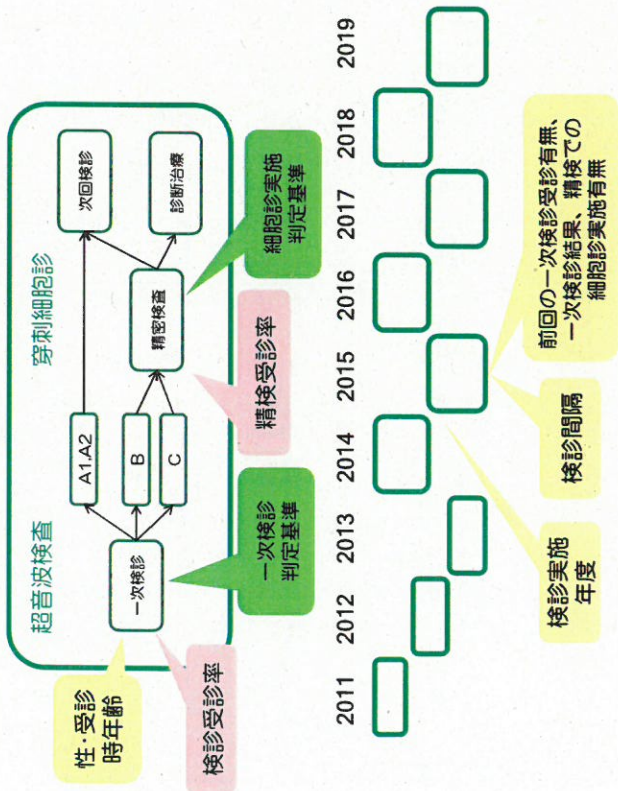 超音波検査
穿刺細胞診
性・受診
時年齢
検診受診率
一次検診
A1,A2
B
C
精密検査
次回検診
診断治療
一次検診
判定基準
精検受診率
細胞診実施
判定基準
2011
2012
2013
2014
2015
2016
2017
2018
2019
検診実施
年度
検診間隔
前回の一次検診受診有無、
一次検診結果、精検での
細胞診実施有無